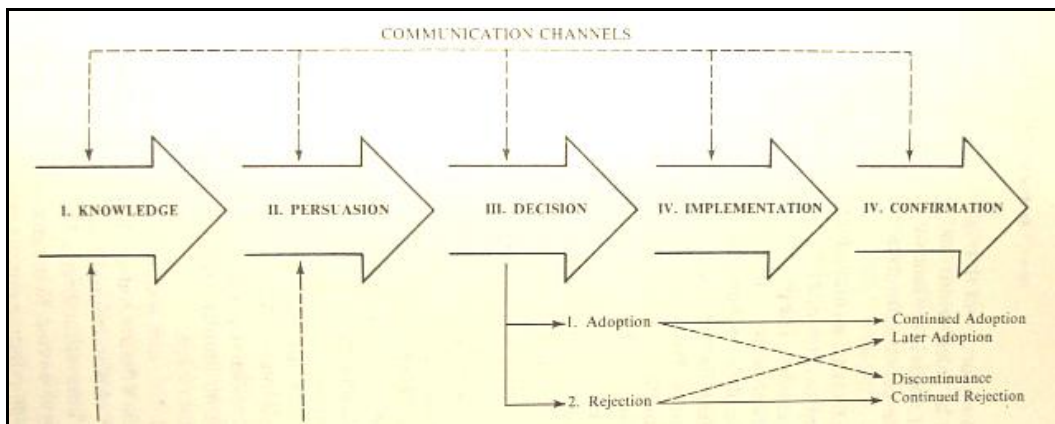 COMMUNICATION CHANNELS
I. KNOWLEDGE
II. PERSUASION
III. DECISION
IV. IMPLEMENTATION
IV. CONFIRMATION
1. Adoption
Continued Adoption
Later Adoption
Discontinuance
2. Rejection
Continued Rejection